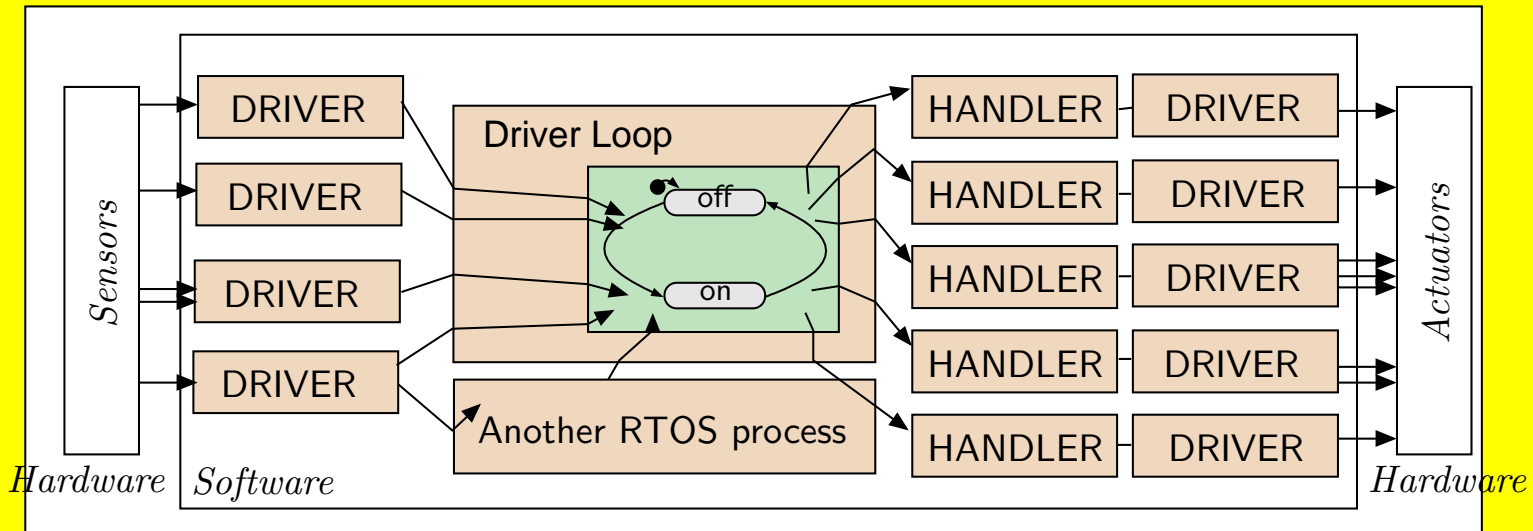 Sensors
Hardware
Software
DRIVER
DRIVER
DRIVER
DRIVER
Driver Loop
off
on
Another RTOS process
HANDLER
DRIVER
HANDLER
DRIVER
HANDLER
DRIVER
HANDLER
DRIVER
HANDLER
DRIVER
Actuators
Hardware